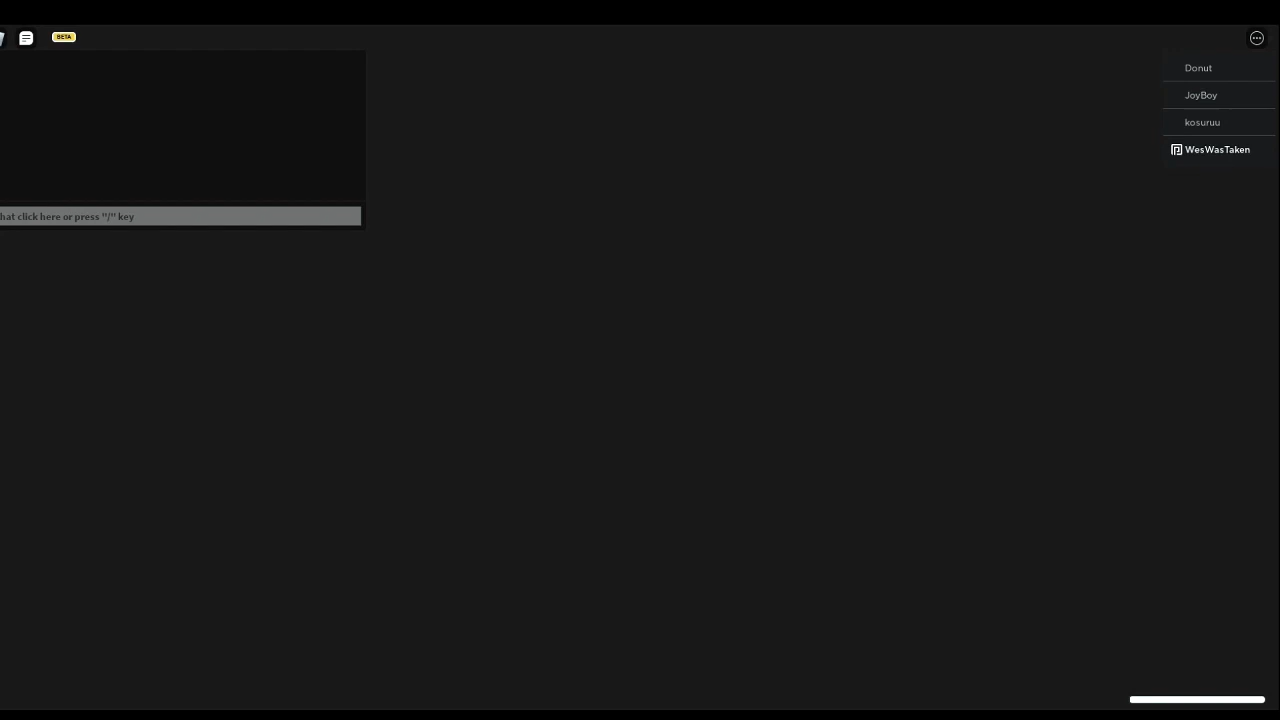 BETA
Donut
JoyBoy
kosuruu
WesWasTaken
hat click here or press "/" key